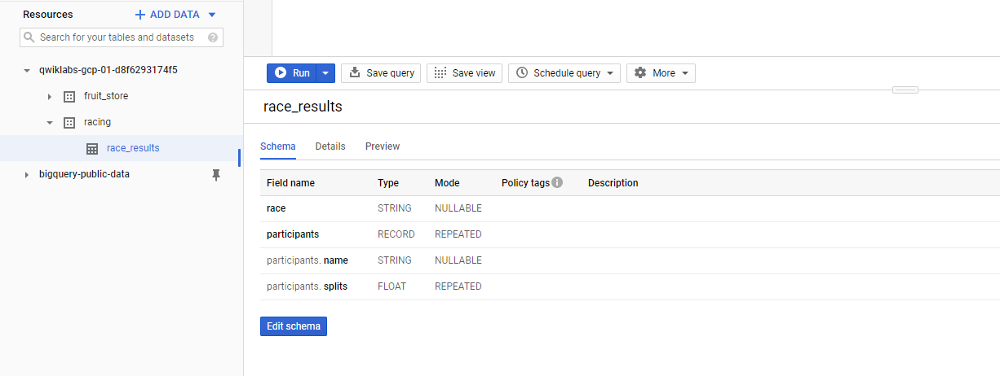 Resources
ADD DATA
Search for your tables and datasets ?
qwiklabs-gcp-01-d8f6293174f5
fruit_store
racing
race_results
bigquery-public-data
Run Save query Save view Schedule query More
race_results
Schema Details Preview
Field name Type Mode Policy tags i Description
race STRING NULLABLE
participants RECORD REPEATED
participants. name STRING NULLABLE
participants. splits FLOAT REPEATED
Edit schema